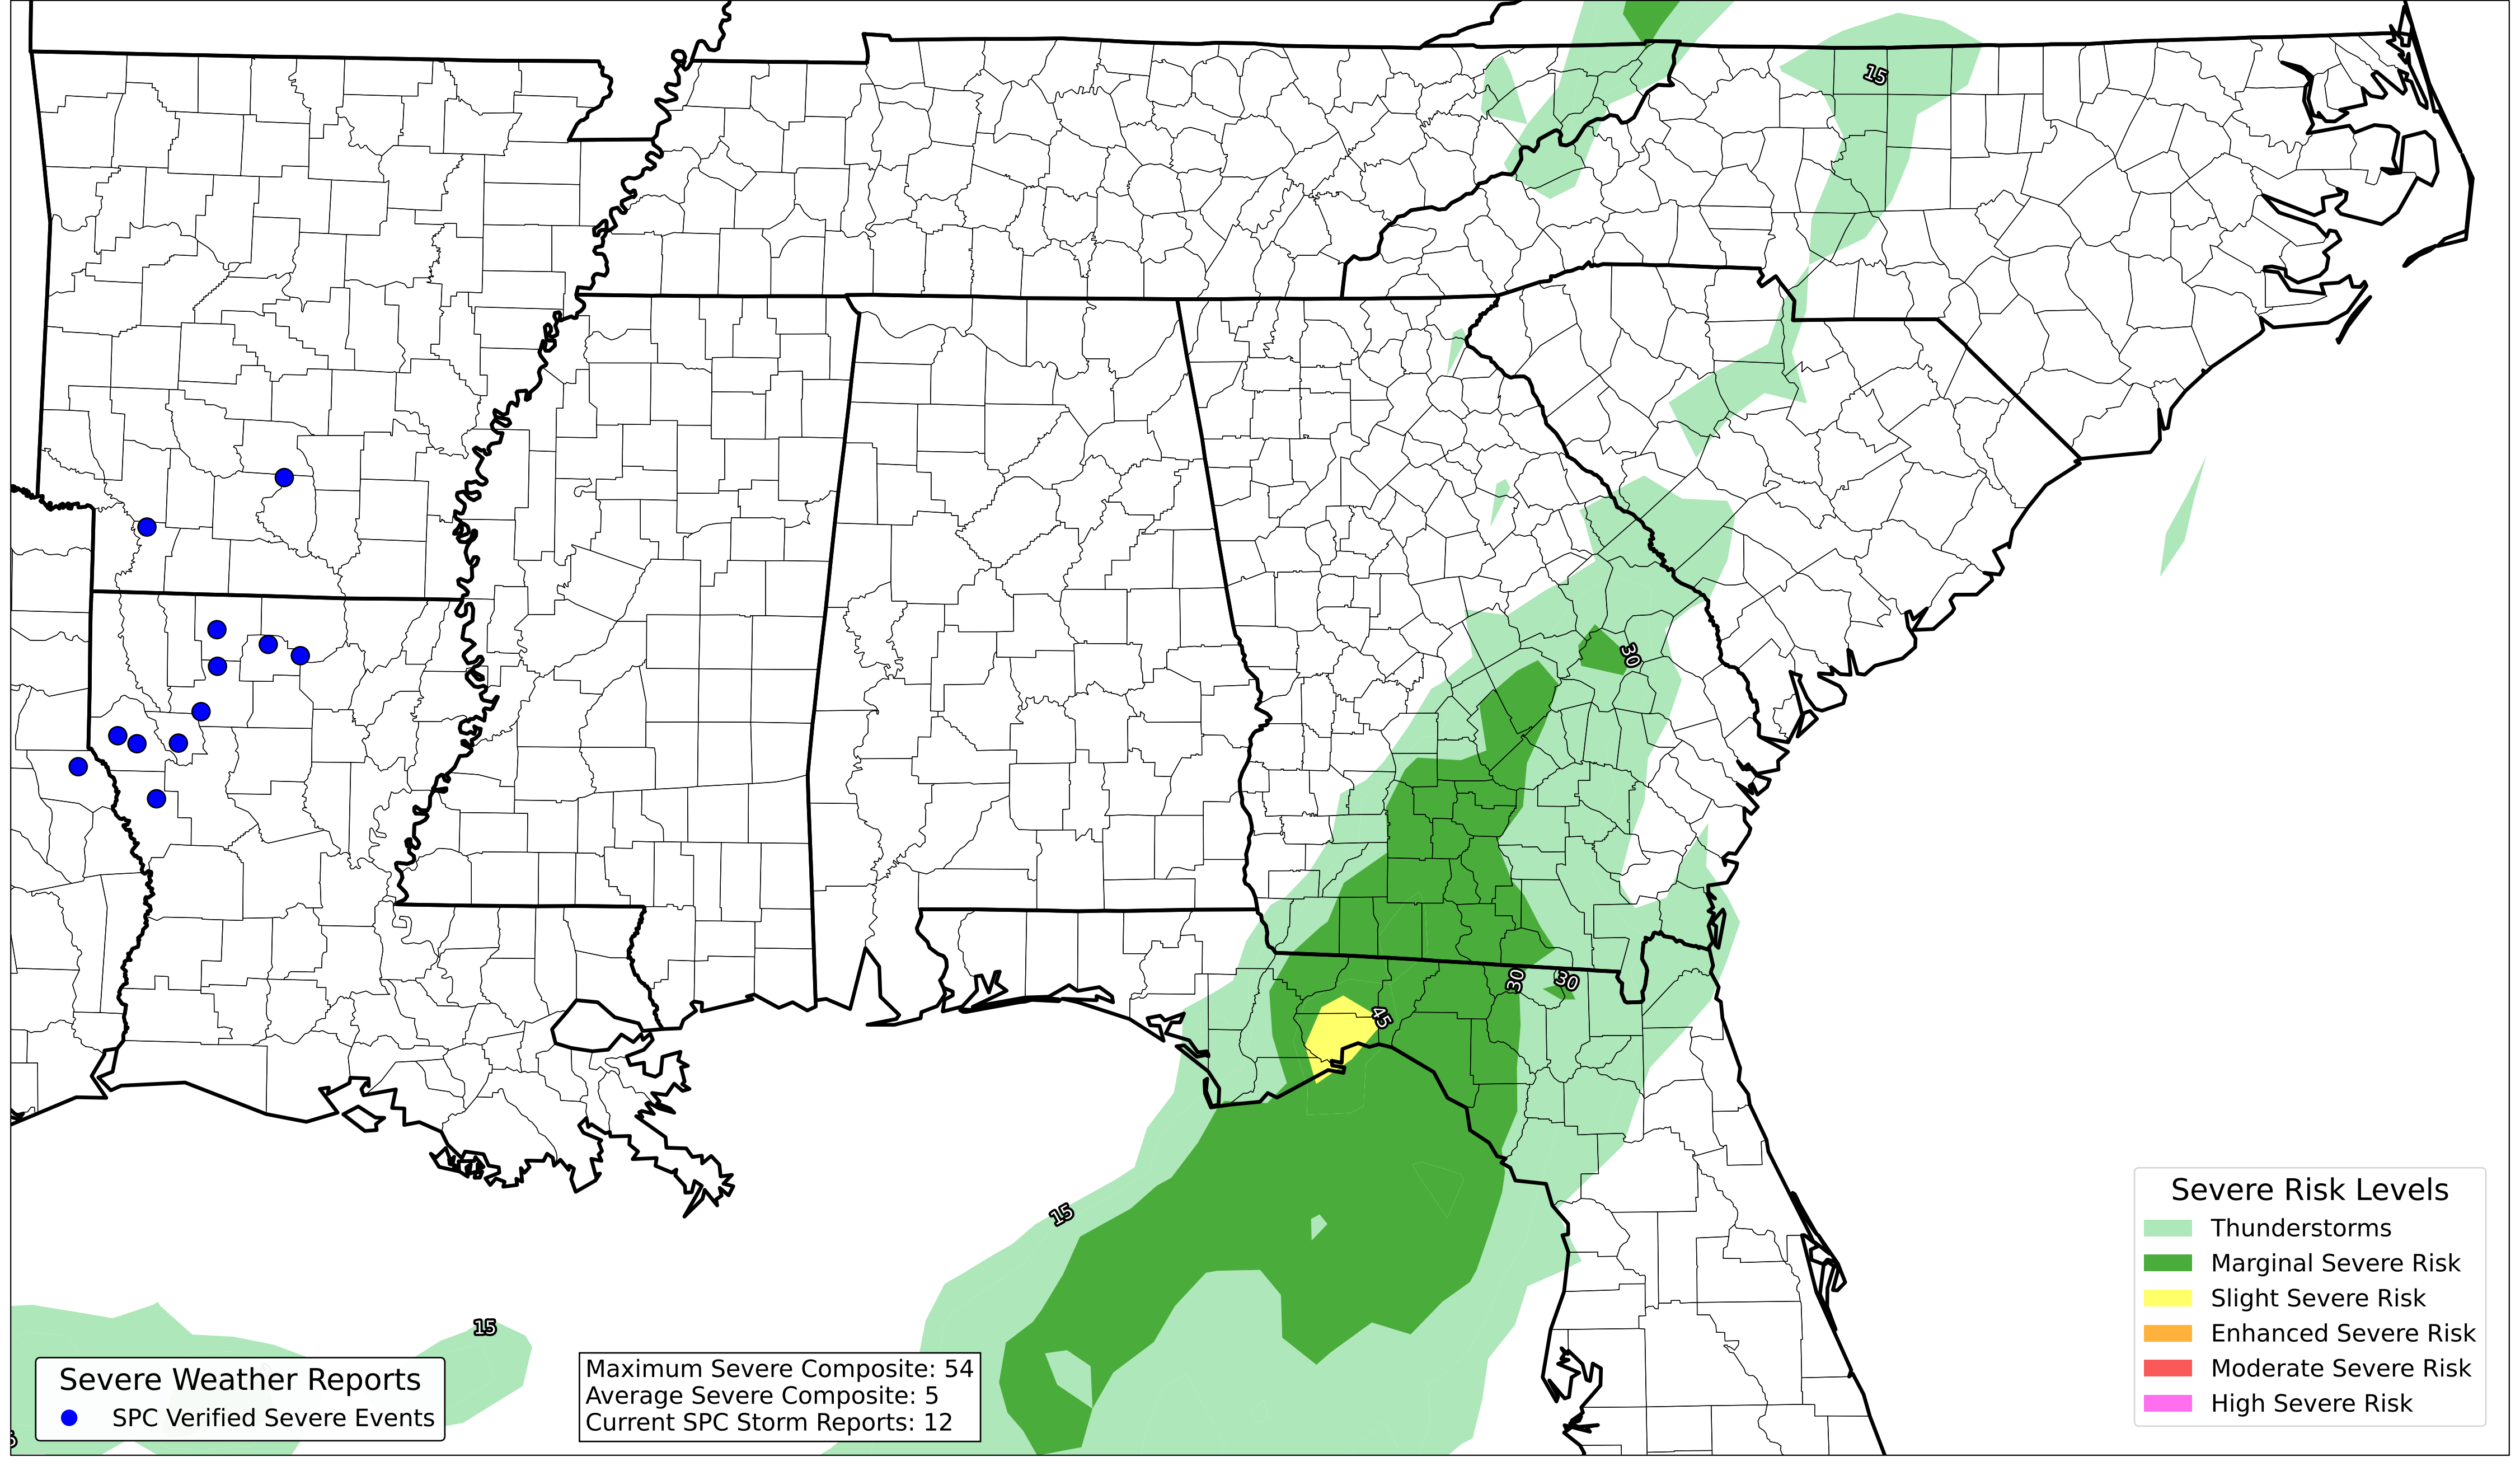 15
30
30
30
45
15
15
Severe Weather Reports
SPC Verified Severe Events
Maximum Severe Composite: 54
Average Severe Composite: 5
Current SPC Storm Reports: 12
Severe Risk Levels
Thunderstorms
Marginal Severe Risk
Slight Severe Risk
Enhanced Severe Risk
Moderate Severe Risk
High Severe Risk